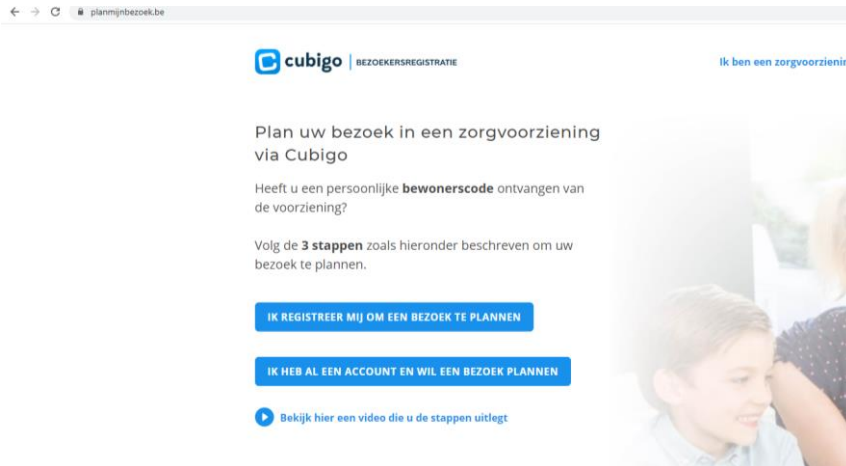 planmijnbezoek.be
cubigo | BEZOEKERSREGISTRATIE
Ik ben een
Plan uw bezoek in een zorgvoorziening
via Cubigo
Heeft u een persoonlijke bewonerscode ontvangen van
de voorziening?
Volg de 3 stappen zoals hieronder beschreven om uw
bezoek te plannen.
IK REGISTREER MIJ OM EEN BEZOEK TE PLANNEN
IK HEB AL EEN ACCOUNT EN WIL EEN BEZOEK PLANNEN
Bekijk hier een video die u de stappen uitlegt